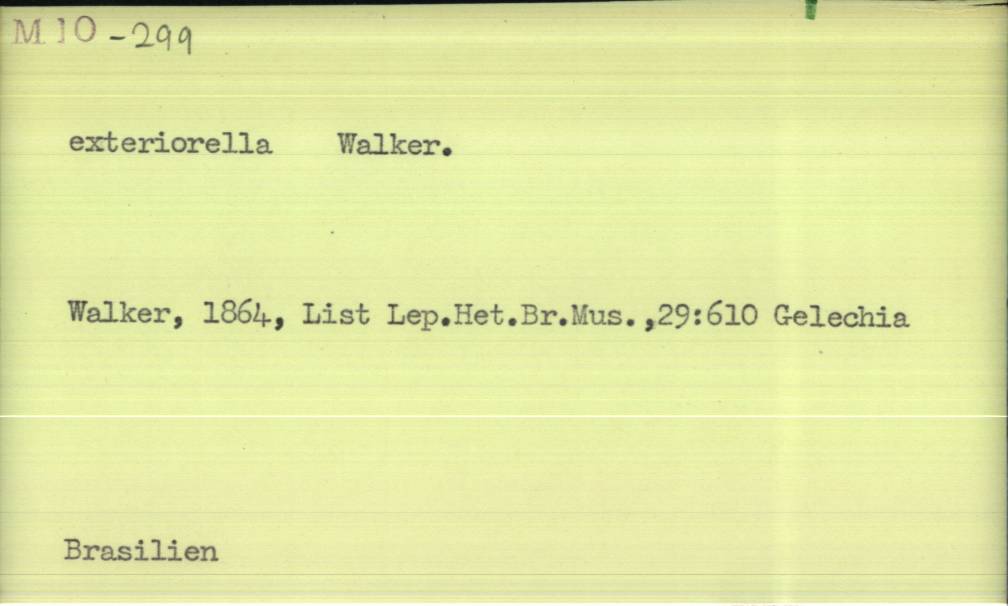 M 10 -299
exteriorella Walker.
Walker, 1864, List Lep.Het.Br.Mus.,29:610 Gelechia
Brasilien